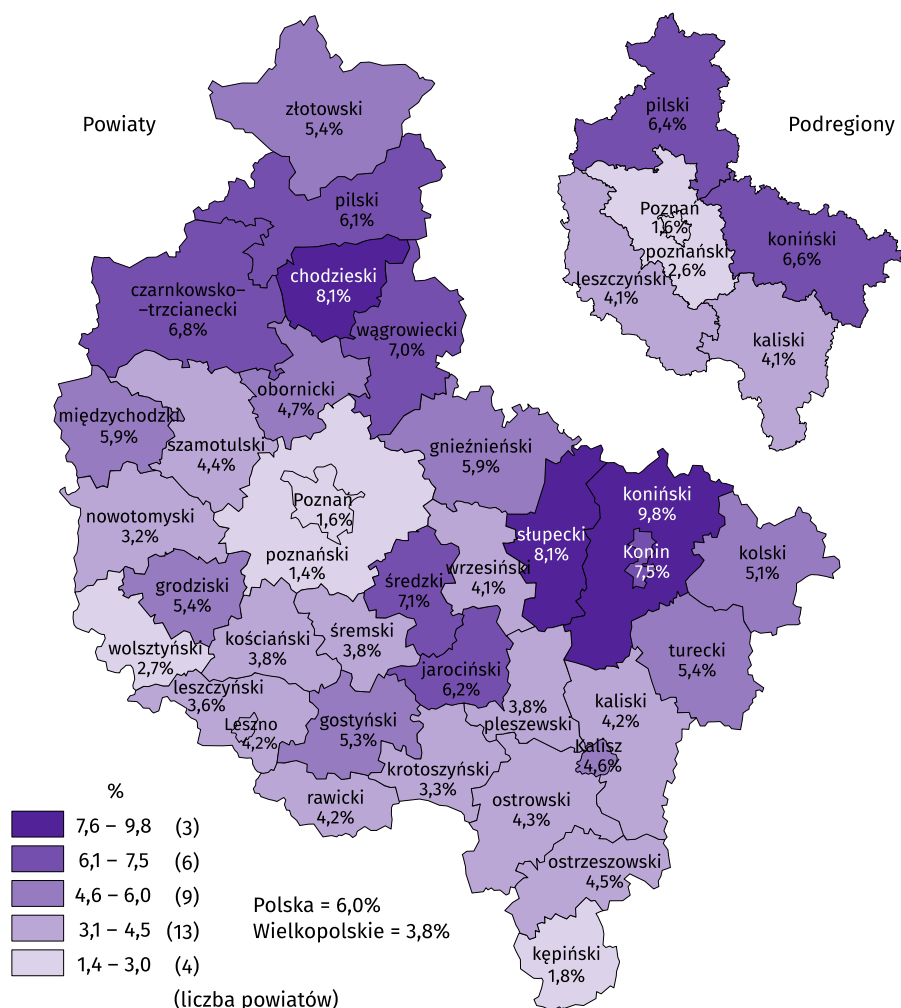 Powiaty
złotowski
5,4%
pilski
6,1%
chodzieski
8,1%
czarnkowsko–
–trzcianecki
6,8%
wągrowiecki
7,0%
obornicki
4,7%
międzychodzki
5,9%
szamotulski
4,4%
gnieźnieński
5,9%
Poznań
1,6%
poznański
1,4%
nowotomyski
3,2%
grodziski
5,4%
wolsztyński
2,7%
kościański
3,8%
śremski
3,8%
średzki
7,1%
wrzesiński
4,1%
słupecki
8,1%
koniński
9,8%
Konin
7,5%
kolski
5,1%
turecki
5,4%
jarociński
6,2%
3,8%
pleszewski
kaliski
4,2%
Kalisz
4,6%
leszczyński
3,6%
Leszno
4,2%
gostyński
5,3%
krotoszyński
3,3%
rawicki
4,2%
ostrowski
4,3%
ostrzeszowski
4,5%
kępiński
1,8%
Podregiony
pilski
6,4%
Poznań
1,6%
poznański
2,6%
koniński
6,6%
leszczyński
4,1%
kaliski
4,1%
%
7,6 – 9,8 (3)
6,1 – 7,5 (6)
4,6 – 6,0 (9)
3,1 – 4,5 (13)
1,4 – 3,0 (4)
(liczba powiatów)
Polska = 6,0%
Wielkopolskie = 3,8%